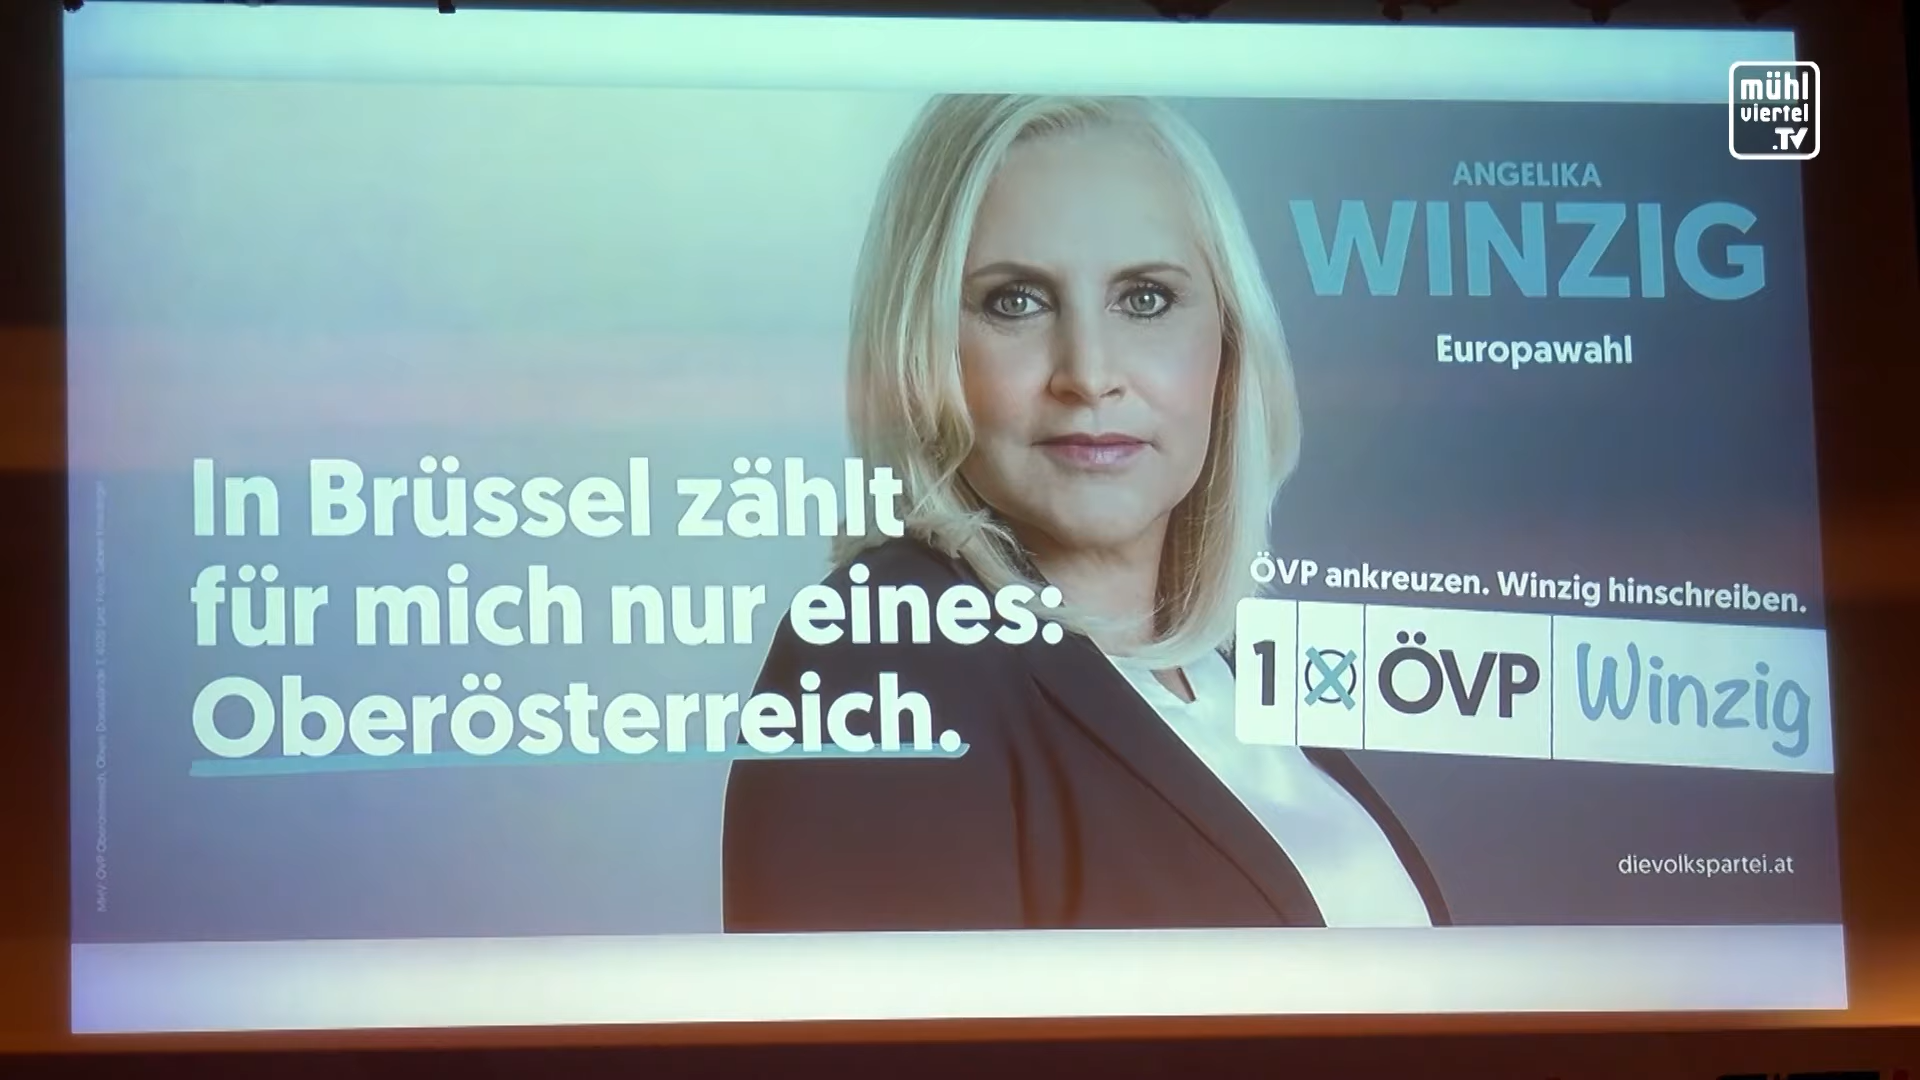 mühl
viertel
.TV
ANGELIKA
WINZIG
Europawahl
In Brüssel zählt
für mich nur eines:
Oberösterreich.
ÖVP ankreuzen. Winzig hinschreiben.
1 ÖVP Winzig
dievolkspartei.at